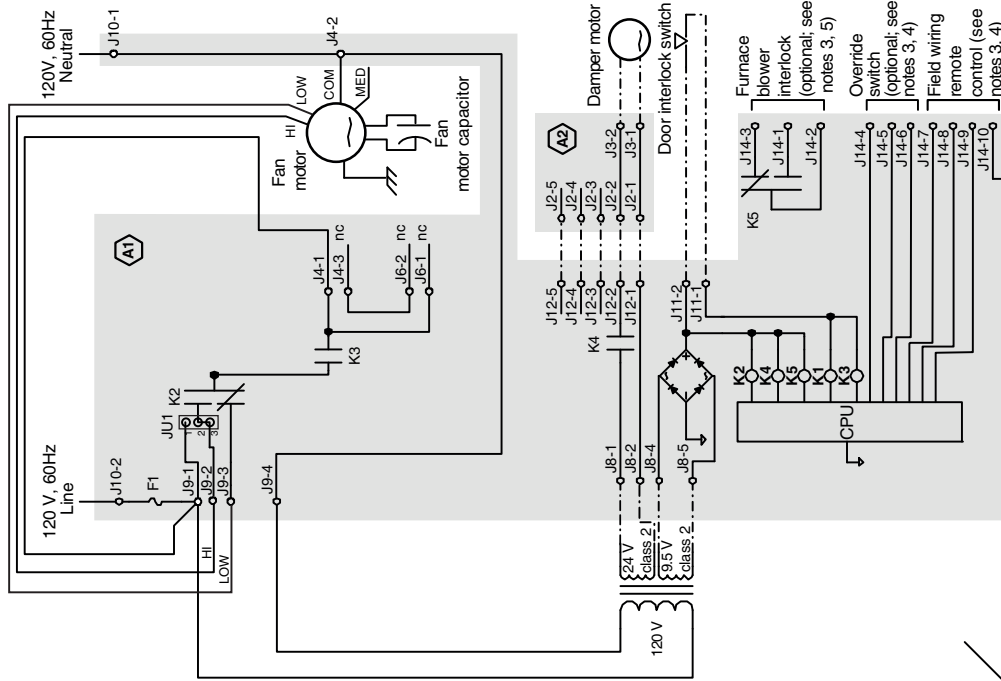 120V, 60Hz
Neutral
J10-1
J4-2
LOW
HI
COM
MED
Fan
motor
Fan
motor capacitor
A1
J4-1
J4-3
nc
J6-2
nc
J6-1
nc
K3
K2
JU1
1
2
3
120 V, 60Hz
Line
J10-2
F1
J9-1
J9-2
J9-3
HI
LOW
J9-4
Damper motor
Door interlock switch
A2
J3-2
J3-1
J2-5
J2-4
J2-3
J2-2
J2-1
J12-5
J12-4
J12-3
J12-2
J12-1
K4
J11-2
J11-1
J8-1
J8-2
J8-4
J8-5
24 V
class 2
9.5 V
class 2
120 V
K2
K4
K5
K1
K3
CPU
K5
J14-3
J14-1
J14-2
Furnace
blower
interlock
(optional; see
notes 3, 5)
J14-4
J14-5
J14-6
J14-7
J14-8
J14-9
J14-10
Override
switch
(optional; see
notes 3, 4)
Field wiring
remote
control (see
notes 3, 4)